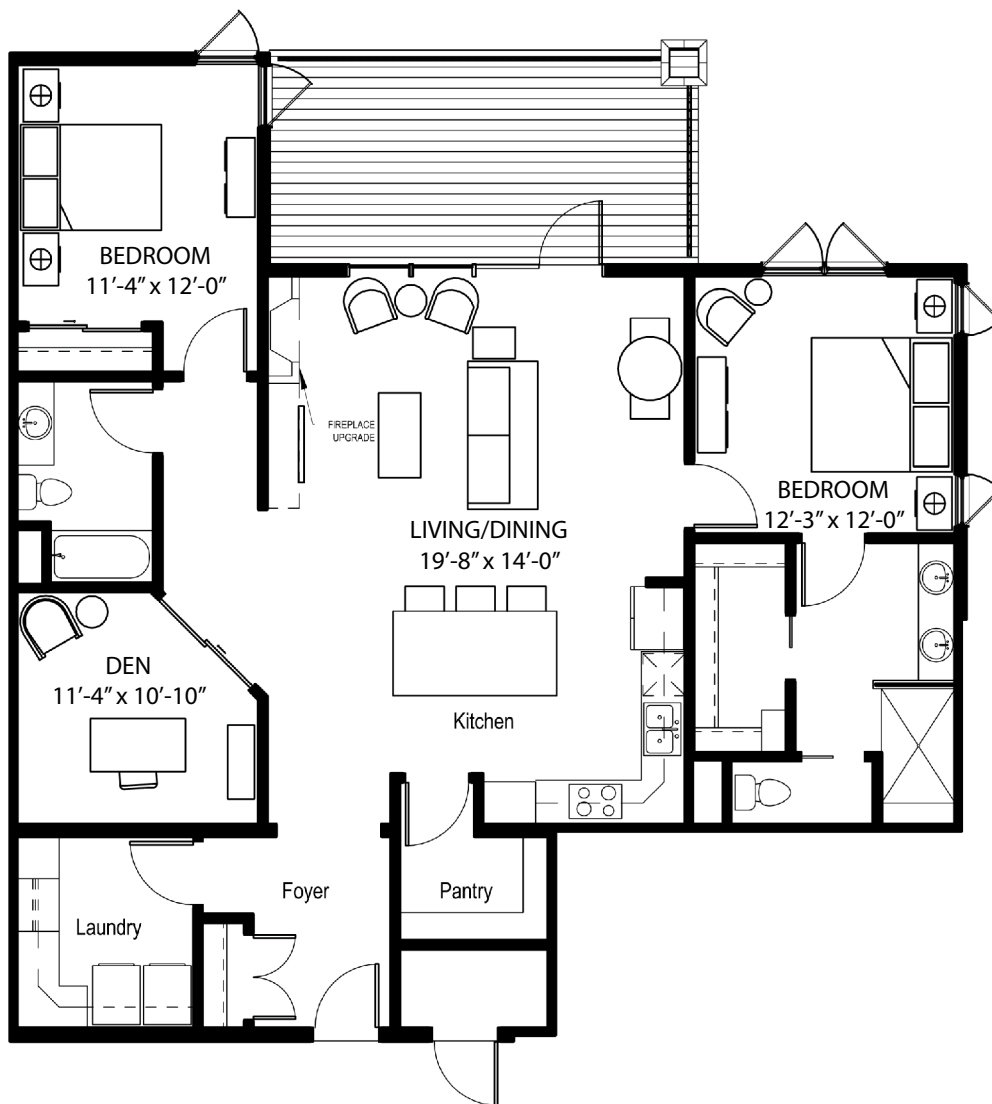 BEDROOM
11’-4” x 12’-0”
FIREPLACE
UPGRADE
BEDROOM
12’-3” x 12’-0”
LIVING/DINING
19’-8” x 14’-0”
DEN
11’-4” x 10’-10”
Kitchen
Foyer
Pantry
Laundry